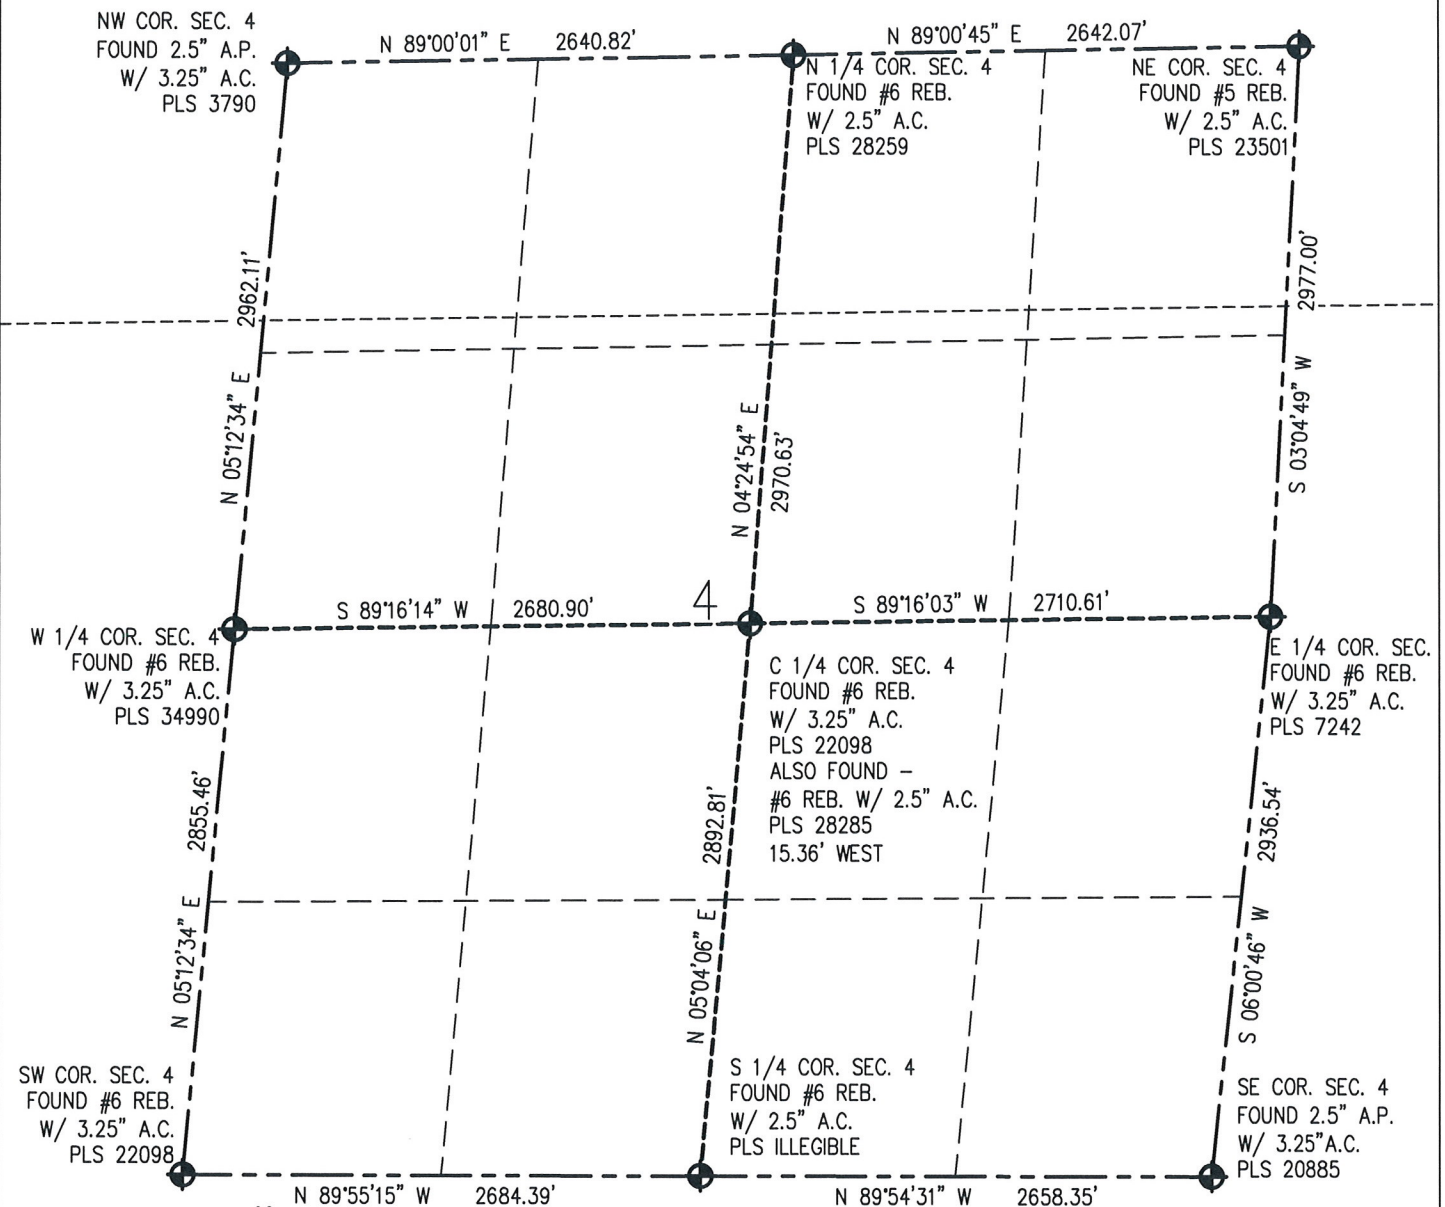 NW COR. SEC. 4
FOUND 2.5" A.P.
W/ 3.25" A.C.
PLS 3790
N 89°00'01" E 2640.82'
N 89°00'45" E 2642.07'
N 1/4 COR. SEC. 4
FOUND #6 REB.
W/ 2.5" A.C.
PLS 28259
NE COR. SEC. 4
FOUND #5 REB.
W/ 2.5" A.C.
PLS 23501
2962.11'
N 05°12'34" E
N 04°24'54" E
2970.63'
2977.00'
S 03°04'49" W
S 89°16'14" W 2680.90'
4
S 89°16'03" W 2710.61'
W 1/4 COR. SEC. 4
FOUND #6 REB.
W/ 3.25" A.C.
PLS 34990
C 1/4 COR. SEC. 4
FOUND #6 REB.
W/ 3.25" A.C.
PLS 22098
ALSO FOUND –
#6 REB. W/ 2.5" A.C.
PLS 28285
15.36' WEST
E 1/4 COR. SEC.
FOUND #6 REB.
W/ 3.25" A.C.
PLS 7242
2855.46'
N 05°12'34" E
2892.81'
N 05°04'06" E
2936.54'
S 06°00'46" W
SW COR. SEC. 4
FOUND #6 REB.
W/ 3.25" A.C.
PLS 22098
S 1/4 COR. SEC. 4
FOUND #6 REB.
W/ 2.5" A.C.
PLS ILLEGIBLE
SE COR. SEC. 4
FOUND 2.5" A.P.
W/ 3.25"A.C.
PLS 20885
N 89°55'15" W 2684.39'
N 89°54'31" W 2658.35'